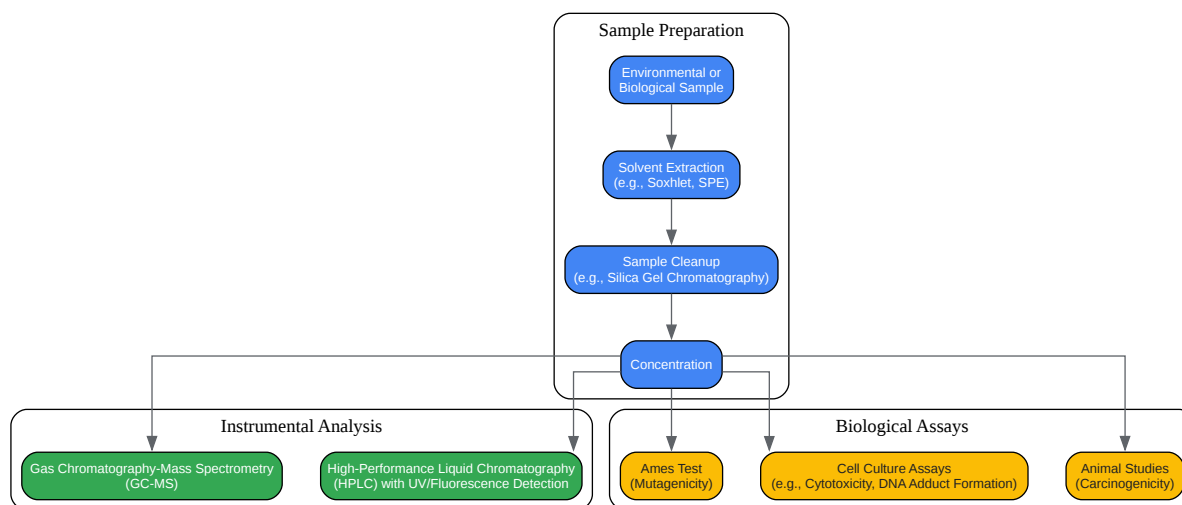 Sample Preparation
Environmental or
Biological Sample
Solvent Extraction
(e.g., Soxhlet, SPE)
Sample Cleanup
(e.g., Silica Gel Chromatography)
Concentration
Instrumental Analysis
Gas Chromatography-Mass Spectrometry
(GC-MS)
High-Performance Liquid Chromatography
(HPLC) with UV/Fluorescence Detection
Biological Assays
Ames Test
(Mutagenicity)
Cell Culture Assays
(e.g., Cytotoxicity, DNA Adduct Formation)
Animal Studies
(Carcinogenicity)